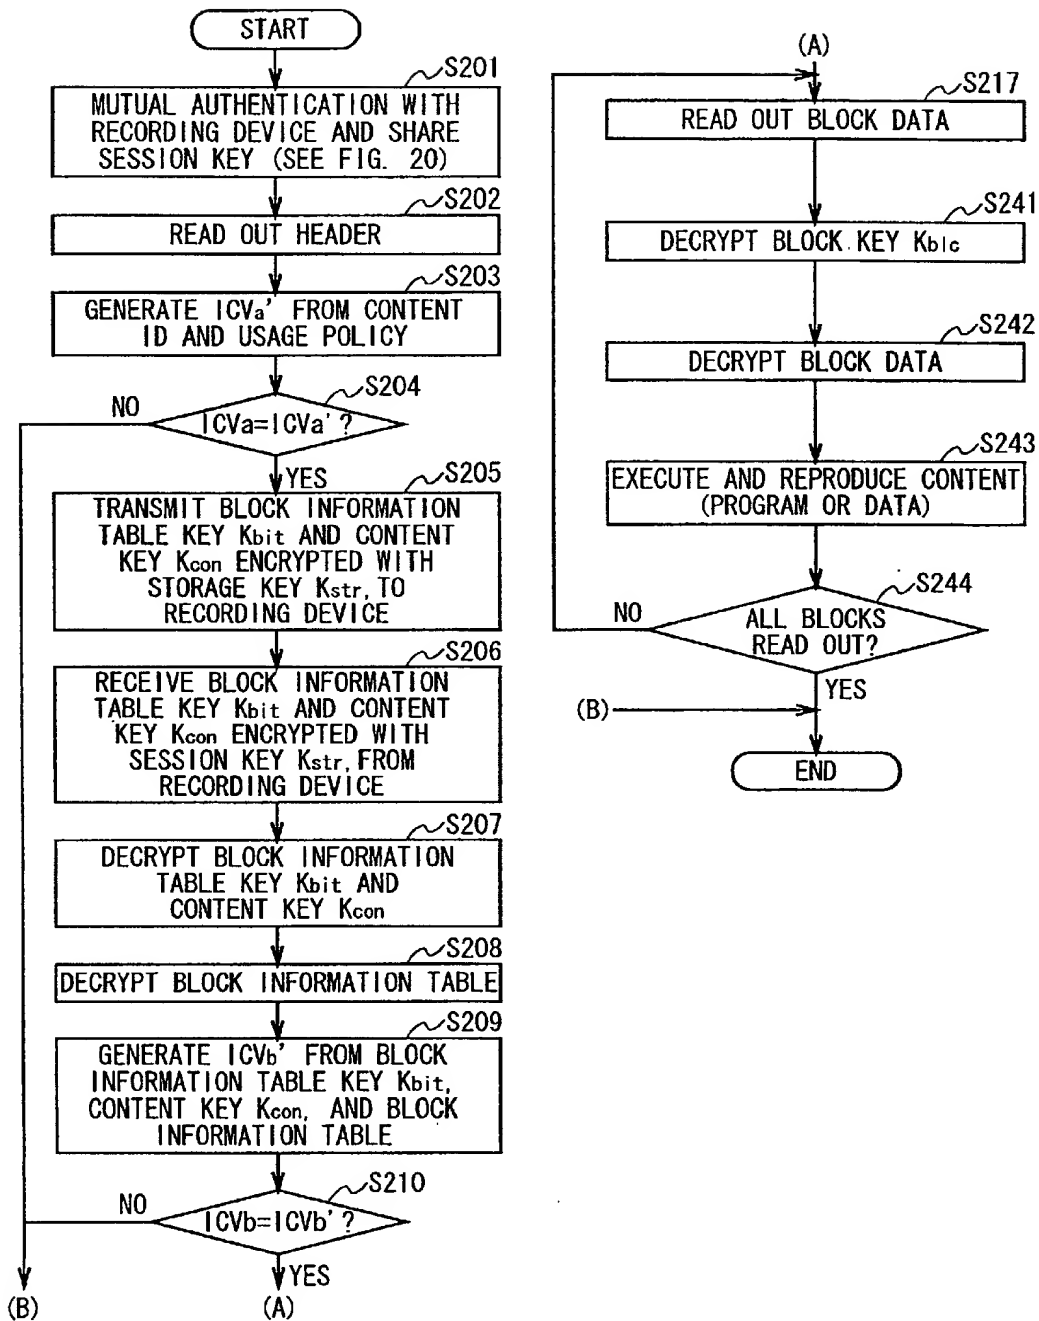 START
S201
MUTUAL AUTHENTICATION WITH
RECORDING DEVICE AND SHARE
SESSION KEY (SEE FIG. 20)
S202
READ OUT HEADER
S203
GENERATE ICVa' FROM CONTENT
ID AND USAGE POLICY
S204
ICVa=ICVa'?
NO
YES
S205
TRANSMIT BLOCK INFORMATION
TABLE KEY Kbit AND CONTENT
KEY Kcon ENCRYPTED WITH
STORAGE KEY Kstr, TO
RECORDING DEVICE
S206
RECEIVE BLOCK INFORMATION
TABLE KEY Kbit AND CONTENT
KEY Kcon ENCRYPTED WITH
SESSION KEY Kstr, FROM
RECORDING DEVICE
S207
DECRYPT BLOCK INFORMATION
TABLE KEY Kbit AND
CONTENT KEY Kcon
S208
DECRYPT BLOCK INFORMATION TABLE
S209
GENERATE ICVb' FROM BLOCK
INFORMATION TABLE KEY Kbit,
CONTENT KEY Kcon, AND BLOCK
INFORMATION TABLE
S210
NO
ICVb=ICVb'?
YES
(B)
(A)
(A)
S217
READ OUT BLOCK DATA
S241
DECRYPT BLOCK KEY Kblc
S242
DECRYPT BLOCK DATA
S243
EXECUTE AND REPRODUCE CONTENT
(PROGRAM OR DATA)
S244
NO
ALL BLOCKS
READ OUT?
YES
(B)
END